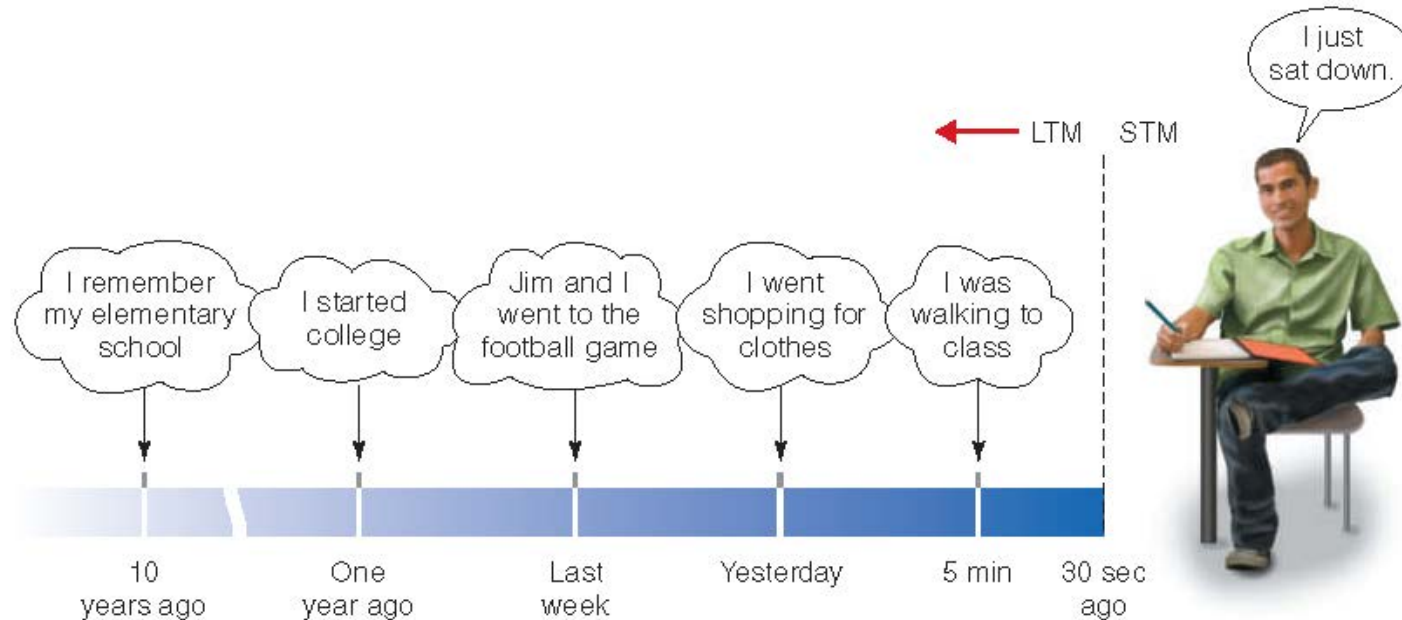 I just
sat down.
LTM
STM
I remember
my elementary
school
I started
college
Jim and I
went to the
football game
I went
shopping for
clothes
I was
walking to
class
10
years ago
One
year ago
Last
week
Yesterday
5 min
30 sec
ago